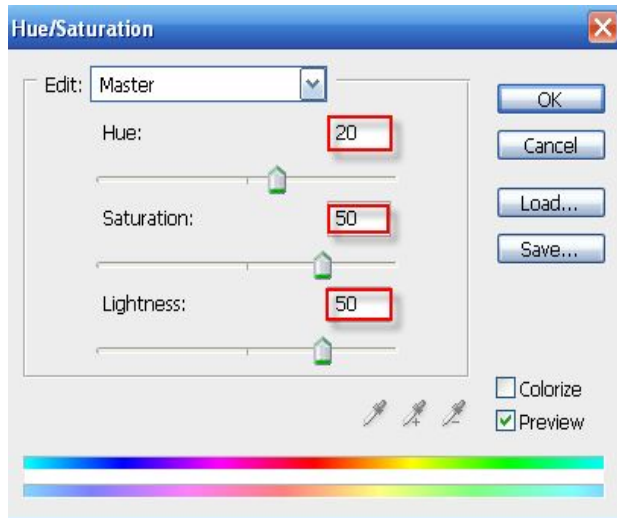 Hue/Saturation
Edit: Master
OK
Hue: 20
Cancel
Load...
Saturation: 50
Save...
Lightness: 50
Colorize
Preview